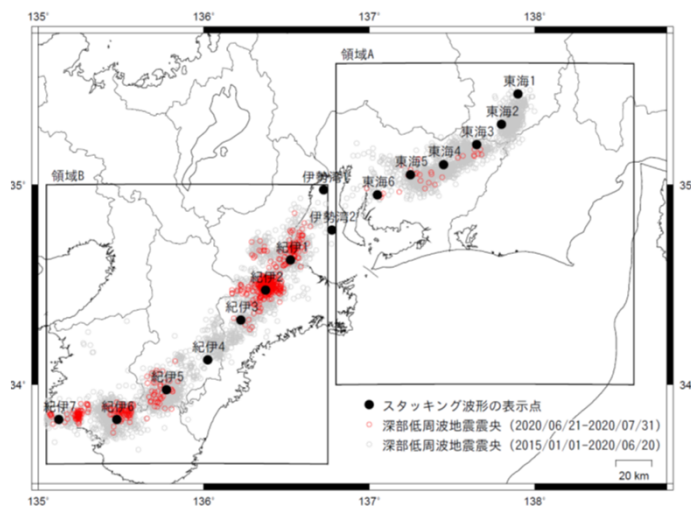 135°
136°
137°
138°
領域A
東海1
東海2
東海3
東海4
東海5
東海6
35°
35°
領域B
伊勢湾1
伊勢湾2
紀伊1
紀伊2
紀伊3
紀伊4
紀伊5
紀伊6
紀伊7
34°
34°
スタッキング波形の表示点
深部低周波地震震央 (2020/06/21-2020/07/31)
深部低周波地震震央 (2015/01/01-2020/06/20)
20 km
135°
136°
137°
138°